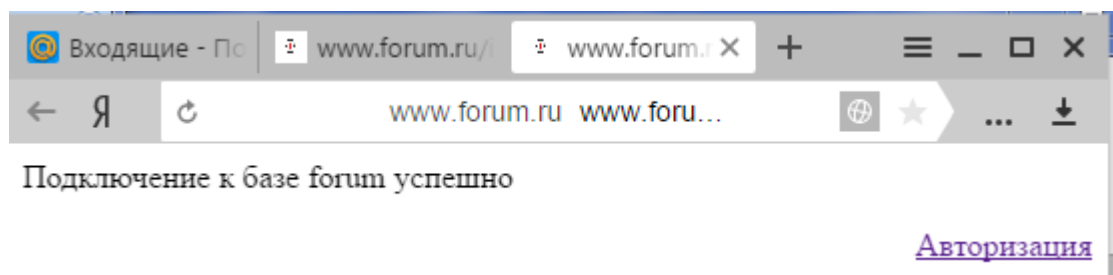 Входящие - По
www.forum.ru/
www.forum.r
Я
www.forum.ru www.foru...
Подключение к базе forum успешно
Авторизация